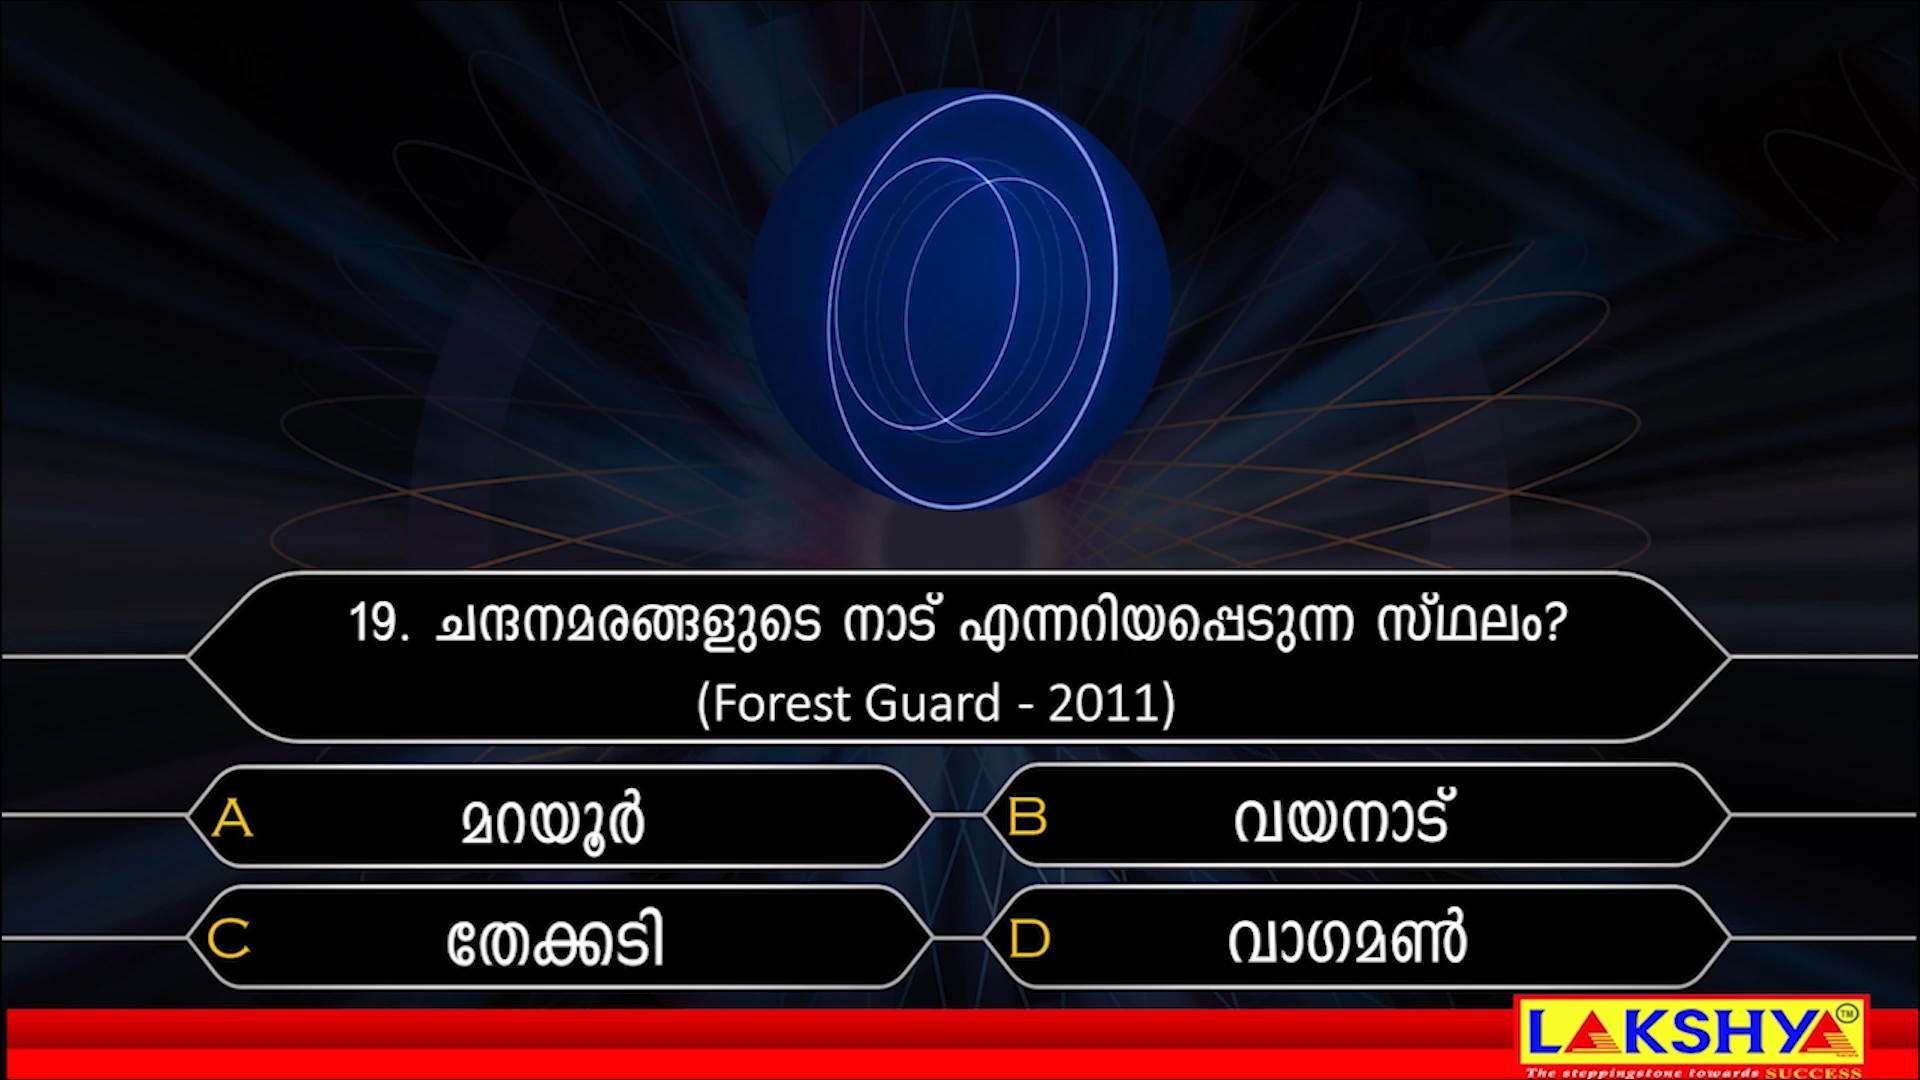 19. ചന്ദനമരങ്ങളുടെ നാട് എന്നറിയപ്പെടുന്ന സ്ഥലം?
(Forest Guard - 2011)
A മറയൂർ
B വയനാട്
C തേക്കടി
D വാഗമൺ
LAKSHYA TM
The steppingstone towards SUCCESS